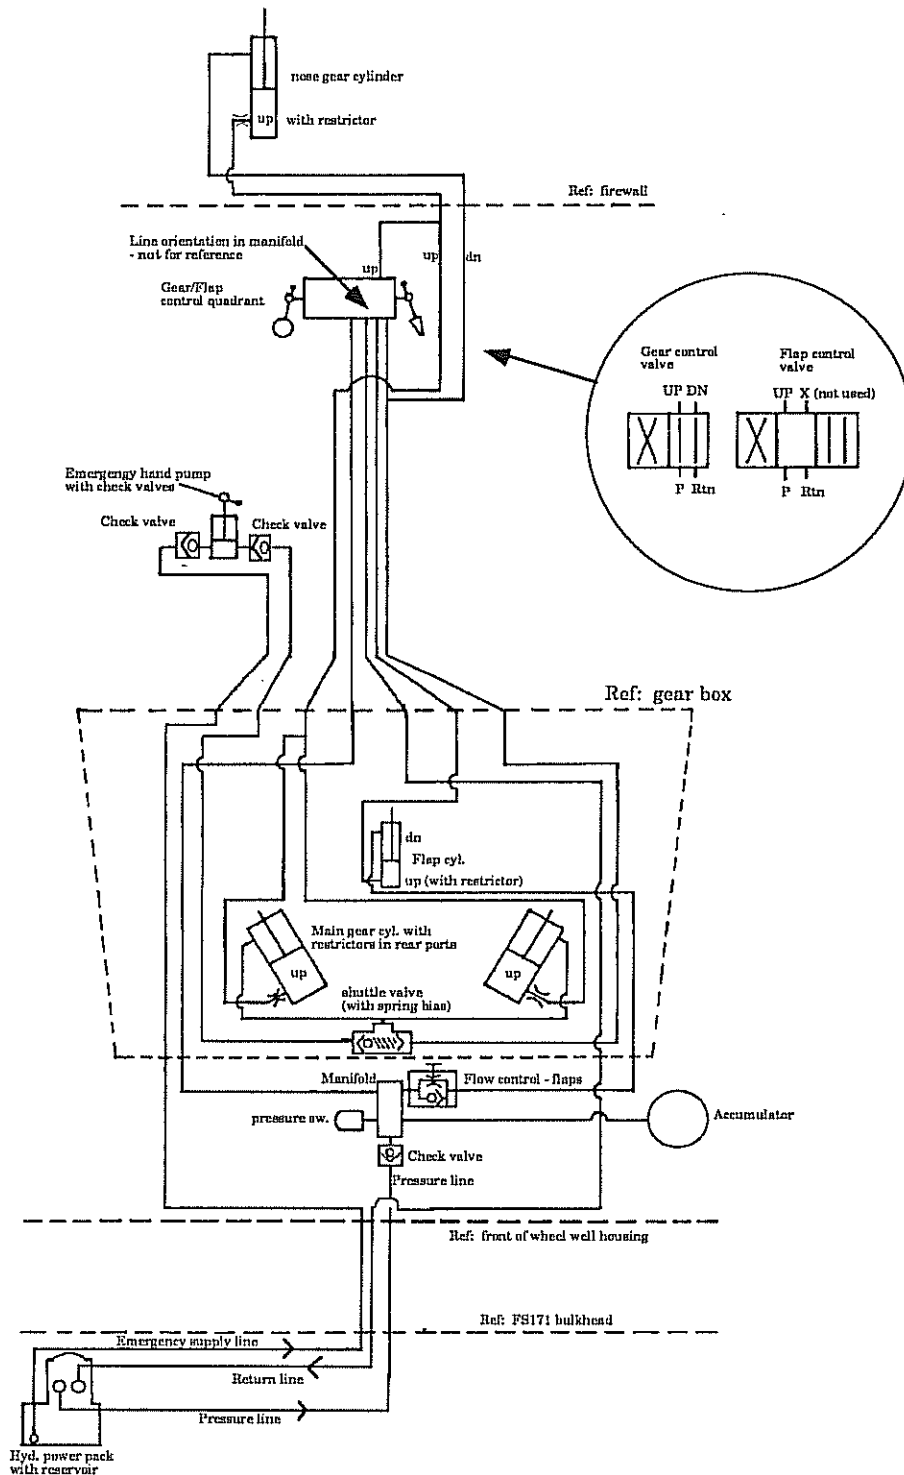 nose gear cylinder
up
with restrictor
Ref: firewall
Line orientation in manifold
- not for reference
up
up
dn
Gear/Flap
control quadrant
Gear control
valve
Flap control
valve
UP DN
UP X (not used)
P Rtn
P Rtn
Emergengy hand pump
with check valves
Check valve
Check valve
Ref: gear box
dn
Flap cyl.
up (with restrictor)
Main gear cyl. with
restrictors in rear ports
up
up
shuttle valve
(with spring bias)
Manifold
Flow control - flaps
pressure sw.
Accumulator
Check valve
Pressure line
Ref: front of wheel well housing
Ref: FS171 bulkhead
Emergency supply line
Return line
Pressure line
Hyd. power pack
with reservoir